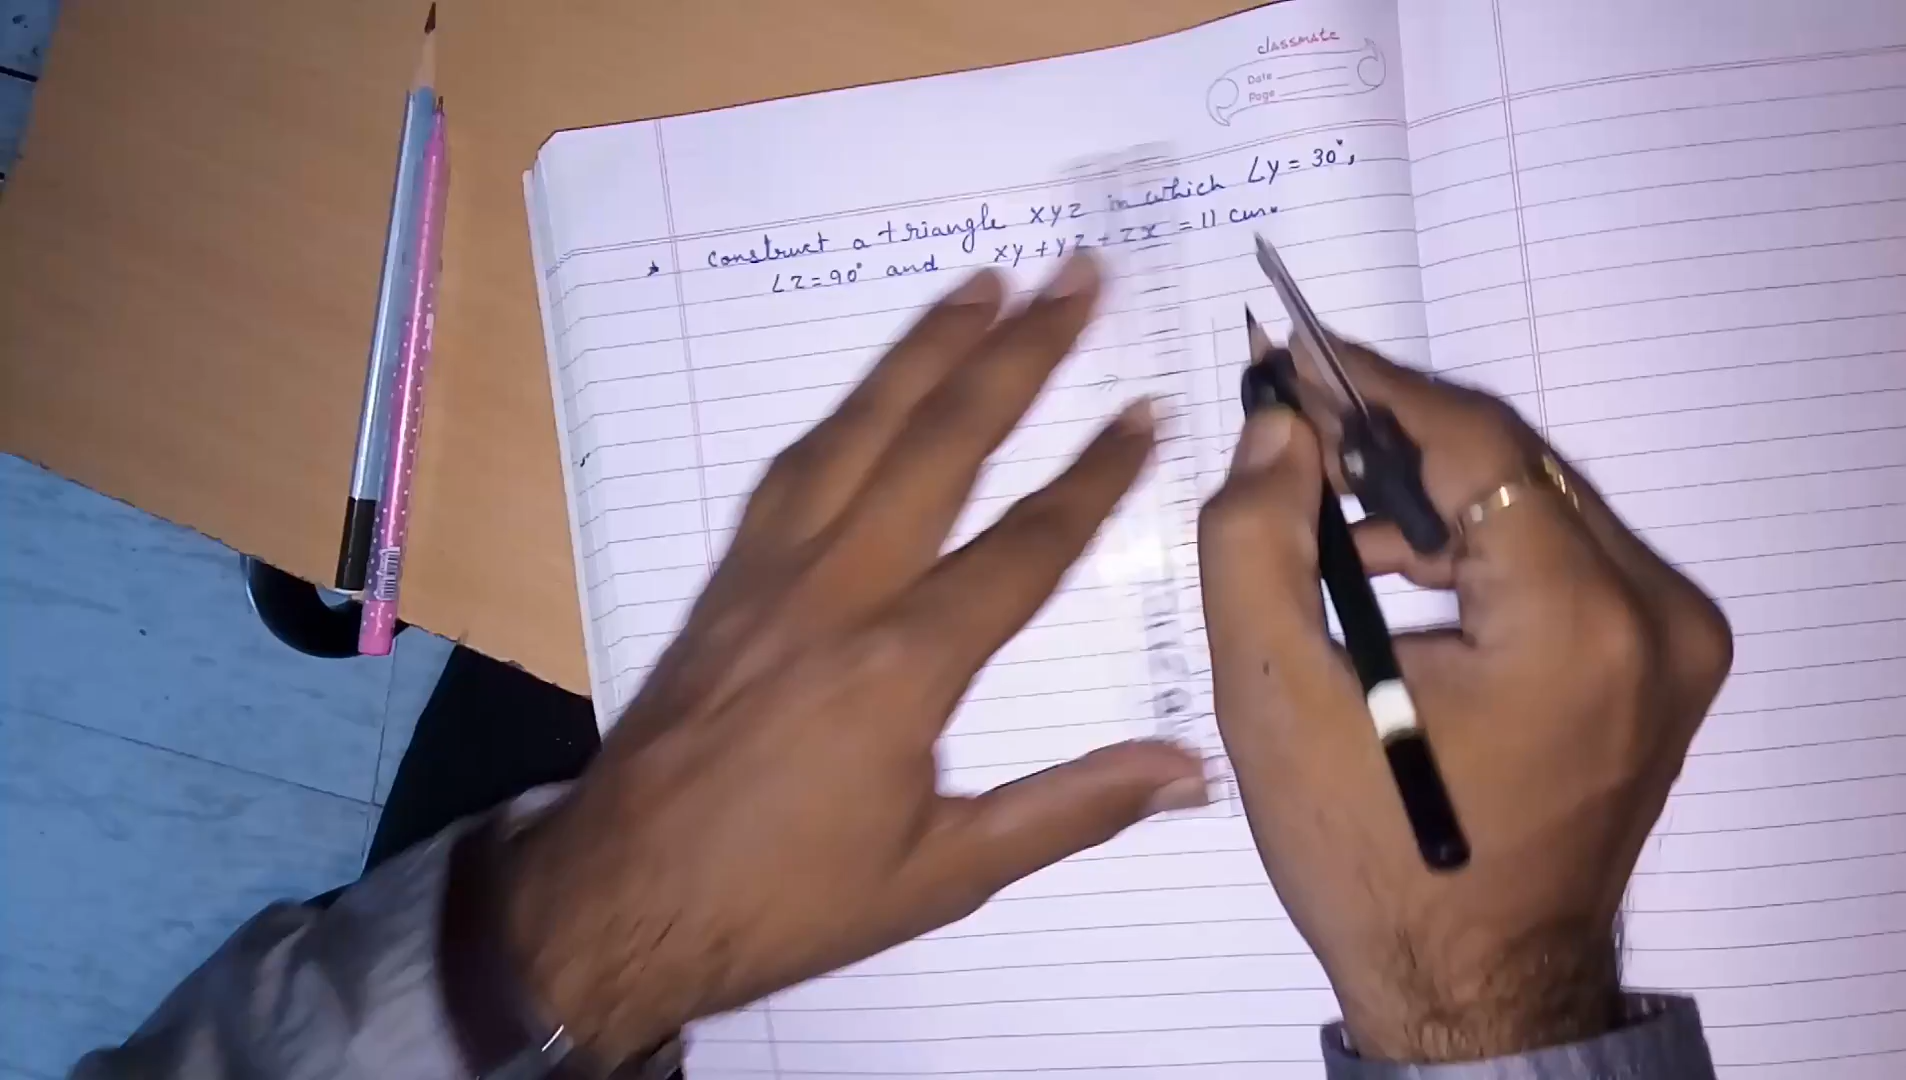 classmate
Date
Page
construct a triangle XYZ in which ∠Y = 30°,
∠Z = 90° and XY + YZ + ZX = 11 cm.